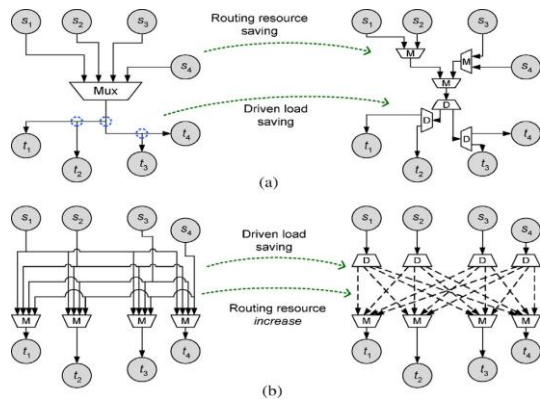 s1 s2 s3
Routing resource
saving
s1 s2 s3
s4
M
M
s4
Mux
M
Driven load
saving
D
D
D
t1 t4
t2 t3
t1 t4
t2 t3
(a)
s1 s2 s3 s4
Driven load
saving
s1 s2 s3 s4
D D D D
Routing resource
increase
M M M M
M M M M
t1 t2 t3 t4
t1 t2 t3 t4
(b)